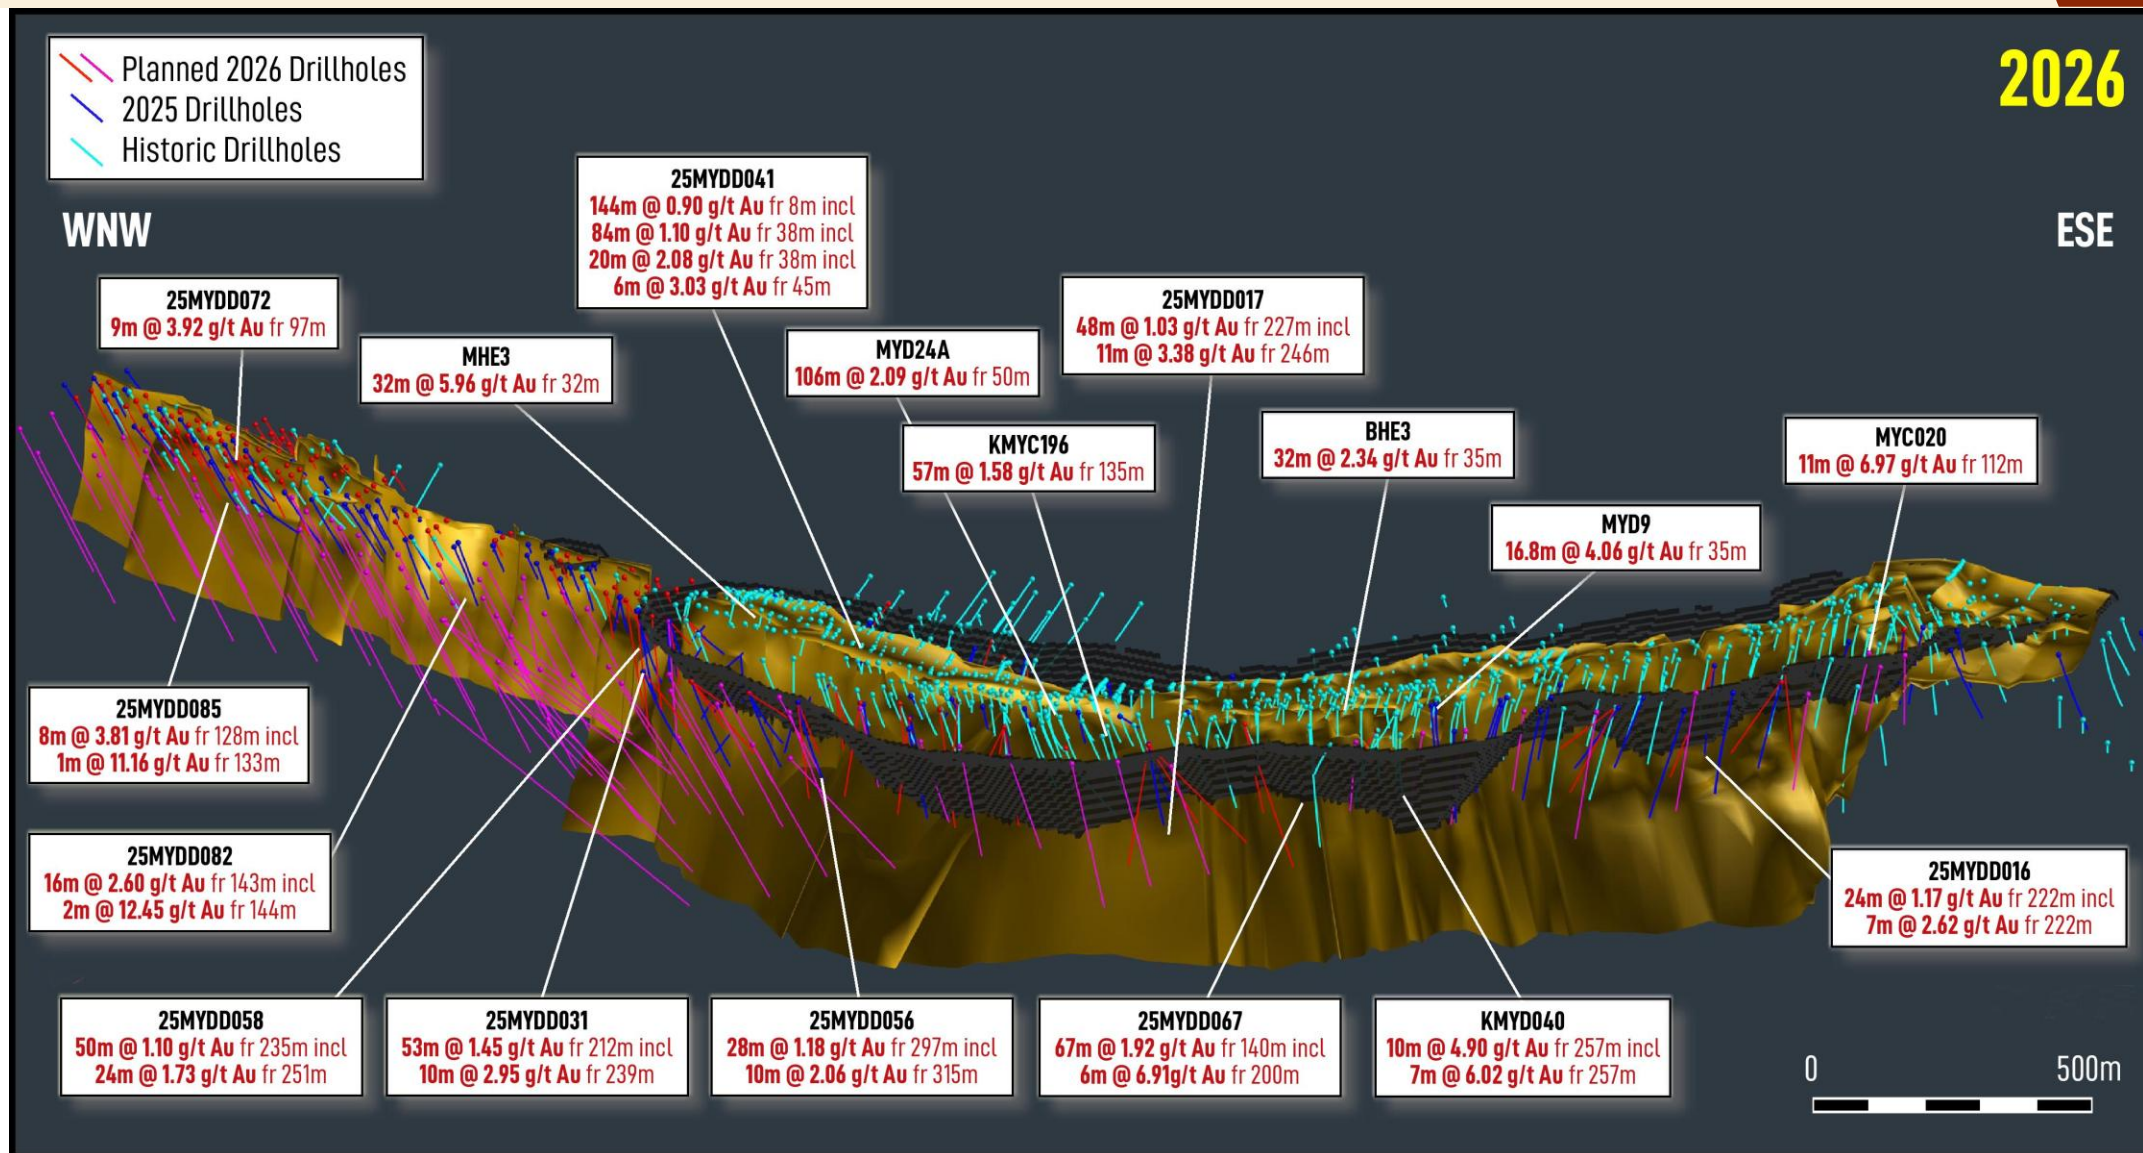 Planned 2026 Drillholes
2025 Drillholes
Historic Drillholes
2026
WNW
ESE
25MYDD041
144m @ 0.90 g/t Au fr 8m incl
84m @ 1.10 g/t Au fr 38m incl
20m @ 2.08 g/t Au fr 38m incl
6m @ 3.03 g/t Au fr 45m
25MYDD072
9m @ 3.92 g/t Au fr 97m
MHE3
32m @ 5.96 g/t Au fr 32m
MYD24A
106m @ 2.09 g/t Au fr 50m
25MYDD017
48m @ 1.03 g/t Au fr 227m incl
11m @ 3.38 g/t Au fr 246m
KMYC196
57m @ 1.58 g/t Au fr 135m
BHE3
32m @ 2.34 g/t Au fr 35m
MYC020
11m @ 6.97 g/t Au fr 112m
MYD9
16.8m @ 4.06 g/t Au fr 35m
25MYDD085
8m @ 3.81 g/t Au fr 128m incl
1m @ 11.16 g/t Au fr 133m
25MYDD082
16m @ 2.60 g/t Au fr 143m incl
2m @ 12.45 g/t Au fr 144m
25MYDD016
24m @ 1.17 g/t Au fr 222m incl
7m @ 2.62 g/t Au fr 222m
25MYDD058
50m @ 1.10 g/t Au fr 235m incl
24m @ 1.73 g/t Au fr 251m
25MYDD031
53m @ 1.45 g/t Au fr 212m incl
10m @ 2.95 g/t Au fr 239m
25MYDD056
28m @ 1.18 g/t Au fr 297m incl
10m @ 2.06 g/t Au fr 315m
25MYDD067
67m @ 1.92 g/t Au fr 140m incl
6m @ 6.91g/t Au fr 200m
KMYD040
10m @ 4.90 g/t Au fr 257m incl
7m @ 6.02 g/t Au fr 257m
0 500m